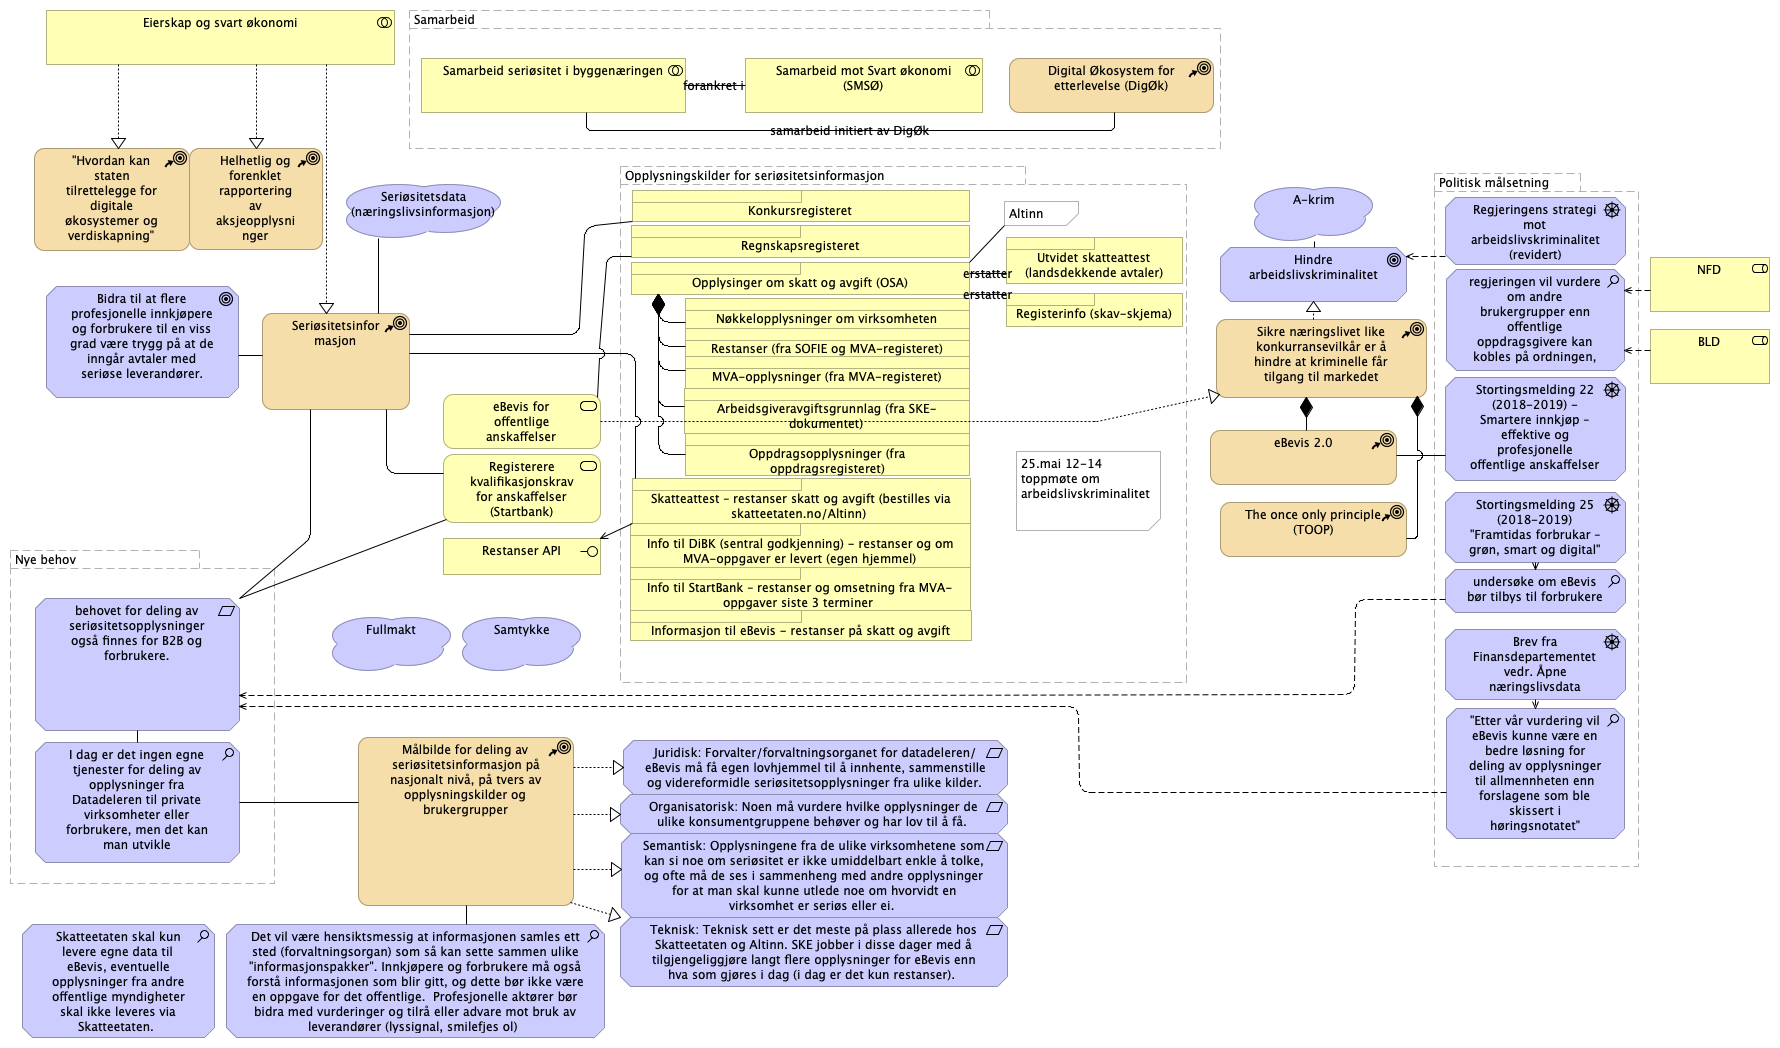 Eierskap og svart økonomi
Samarbeid
Samarbeid seriøsitet i byggenæringen
forankret i
Samarbeid mot Svart økonomi
(SMSØ)
Digital Økosystem for
etterlevelse (DigØk)
samarbeid initiert av DigØk
"Hvordan kan
staten
tilrettelegge for
digitale
økosystemer og
verdiskapning"
Helhetlig og
forenklet
rapportering
av
aksjeopplysni
nger
Seriøsitetsdata
(næringslivsinformasjon)
Opplysningskilder for seriøsitetsinformasjon
Konkursregisteret
Regnskapsregisteret
Opplysinger om skatt og avgift (OSA)
Altinn
erstatter
Utvidet skatteattest
(landsdekkende avtaler)
erstatter
Registerinfo (skav-skjema)
Nøkkelopplysninger om virksomheten
Restanser (fra SOFIE og MVA-registeret)
MVA-opplysninger (fra MVA-registeret)
Arbeidsgiveravgiftsgrunnlag (fra SKE-
dokumentet)
Oppdragsopplysninger (fra
oppdragsregisteret)
Skatteattest - restanser skatt og avgift (bestilles via
skatteetaten.no/Altinn)
Info til DiBK (sentral godkjenning) - restanser og om
MVA-oppgaver er levert (egen hjemmel)
Info til StartBank - restanser og omsetning fra MVA-
oppgaver siste 3 terminer
Informasjon til eBevis - restanser på skatt og avgift
25.mai 12-14
toppmøte om
arbeidslivskriminalitet
A-krim
Hindre
arbeidslivskriminalitet
Sikre næringslivet like
konkurransevilkår er å
hindre at kriminelle får
tilgang til markedet
eBevis 2.0
The once only principle
(TOOP)
Politisk målsetning
Regjeringens strategi
mot
arbeidslivskriminalitet
(revidert)
regjeringen vil vurdere
om andre
brukergrupper enn
offentlige
oppdragsgivere kan
kobles på ordningen,
NFD
BLD
Stortingsmelding 22
(2018-2019) -
Smartere innkjøp -
effektive og
profesjonelle
offentlige anskaffelser
Stortingsmelding 25
(2018-2019)
"Framtidas forbrukar -
grøn, smart og digital"
undersøke om eBevis
bør tilbys til forbrukere
Brev fra
Finansdepartementet
vedr. Åpne
næringslivsdata
"Etter vår vurdering vil
eBevis kunne være en
bedre løsning for
deling av opplysninger
til allmennheten enn
forslagene som ble
skissert i
høringsnotatet"
Bidra til at flere
profesjonelle innkjøpere
og forbrukere til en viss
grad være trygg på at de
inngår avtaler med
seriøse leverandører.
Seriøsitetsinfor
masjon
eBevis for
offentlige
anskaffelser
Registerere
kvalifikasjonskrav
for anskaffelser
(Startbank)
Restanser API
Nye behov
behovet for deling av
seriøsitetsopplysninger
også finnes for B2B og
forbrukere.
Fullmakt
Samtykke
I dag er det ingen egne
tjenester for deling av
opplysninger fra
Datadeleren til private
virksomheter eller
forbrukere, men det kan
man utvikle
Målbilde for deling av
seriøsitetsinformasjon på
nasjonalt nivå, på tvers av
opplysningskilder og
brukergrupper
Juridisk: Forvalter/forvaltningsorganet for datadeleren/
eBevis må få egen lovhjemmel til å innhente, sammenstille
og videreformidle seriøsitetsopplysninger fra ulike kilder.
Organisatorisk: Noen må vurdere hvilke opplysninger de
ulike konsumentgruppene behøver og har lov til å få.
Semantisk: Opplysningene fra de ulike virksomhetene som
kan si noe om seriøsitet er ikke umiddelbart enkle å tolke,
og ofte må de ses i sammenheng med andre opplysninger
for at man skal kunne utlede noe om hvorvidt en
virksomhet er seriøs eller ei.
Teknisk: Teknisk sett er det meste på plass allerede hos
Skatteetaten og Altinn. SKE jobber i disse dager med å
tilgjengeliggjøre langt flere opplysninger for eBevis enn
hva som gjøres i dag (i dag er det kun restanser).
Skatteetaten skal kun
levere egne data til
eBevis, eventuelle
opplysninger fra andre
offentlige myndigheter
skal ikke leveres via
Skatteetaten.
Det vil være hensiktsmessig at informasjonen samles ett
sted (forvaltningsorgan) som så kan sette sammen ulike
"informasjonspakker". Innkjøpere og forbrukere må også
forstå informasjonen som blir gitt, og dette bør ikke være
en oppgave for det offentlige.  Profesjonelle aktører bør
bidra med vurderinger og tilrå eller advare mot bruk av
leverandører (lyssignal, smilefjes ol)